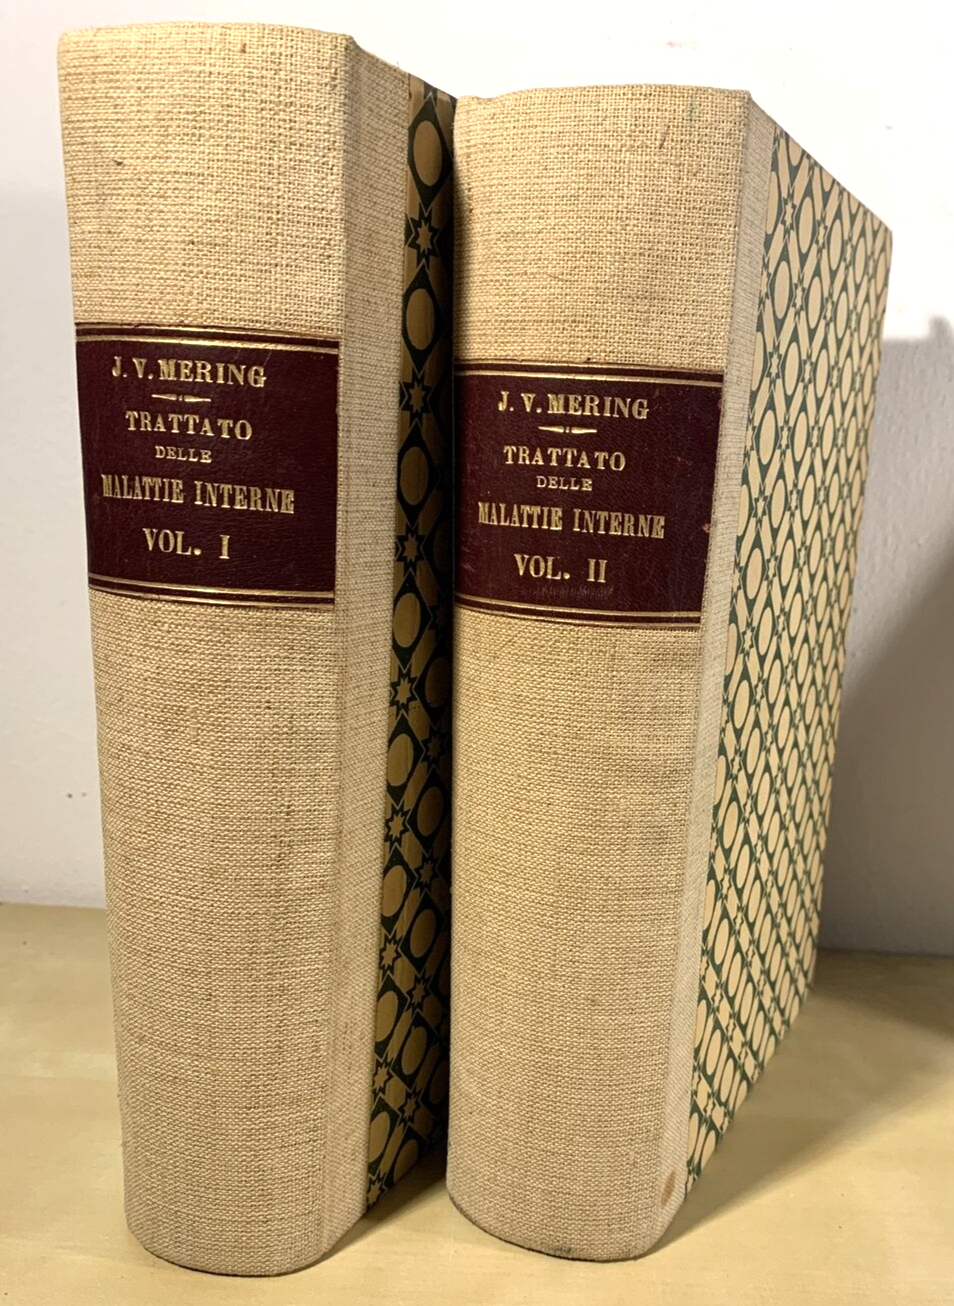 J. V. MERING
TRATTATO
DELLE
MALATTIE INTERNE
VOL. I
J. V. MERING
TRATTATO
DELLE
MALATTIE INTERNE
VOL. II